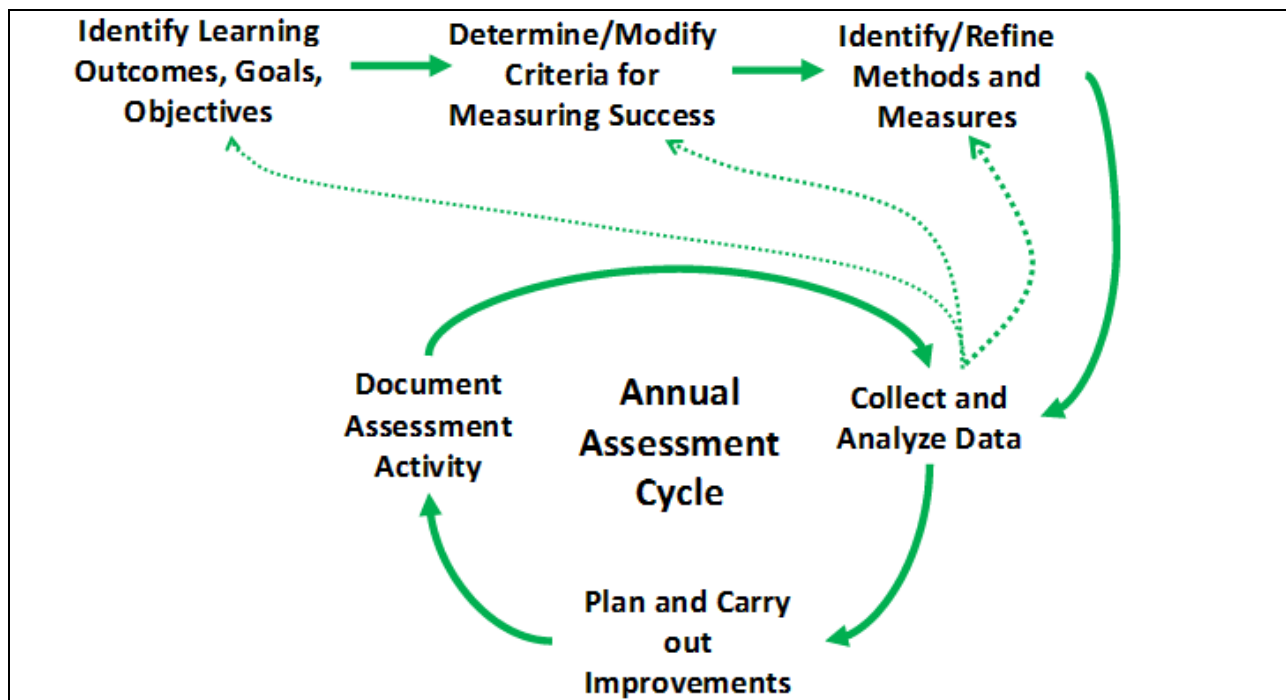 Identify Learning
Outcomes, Goals,
Objectives
Determine/Modify
Criteria for
Measuring Success
Identify/Refine
Methods and
Measures
Document
Assessment
Activity
Annual
Assessment
Cycle
Collect and
Analyze Data
Plan and Carry
out
Improvements